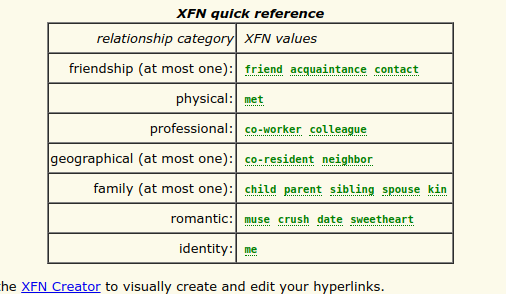 XFN quick reference
relationship category XFN values
friendship (at most one): friend acquaintance contact
physical: met
professional: co-worker colleague
geographical (at most one): co-resident neighbor
family (at most one): child parent sibling spouse kin
romantic: muse crush date sweetheart
identity: me
the XFN Creator to visually create and edit your hyperlinks.